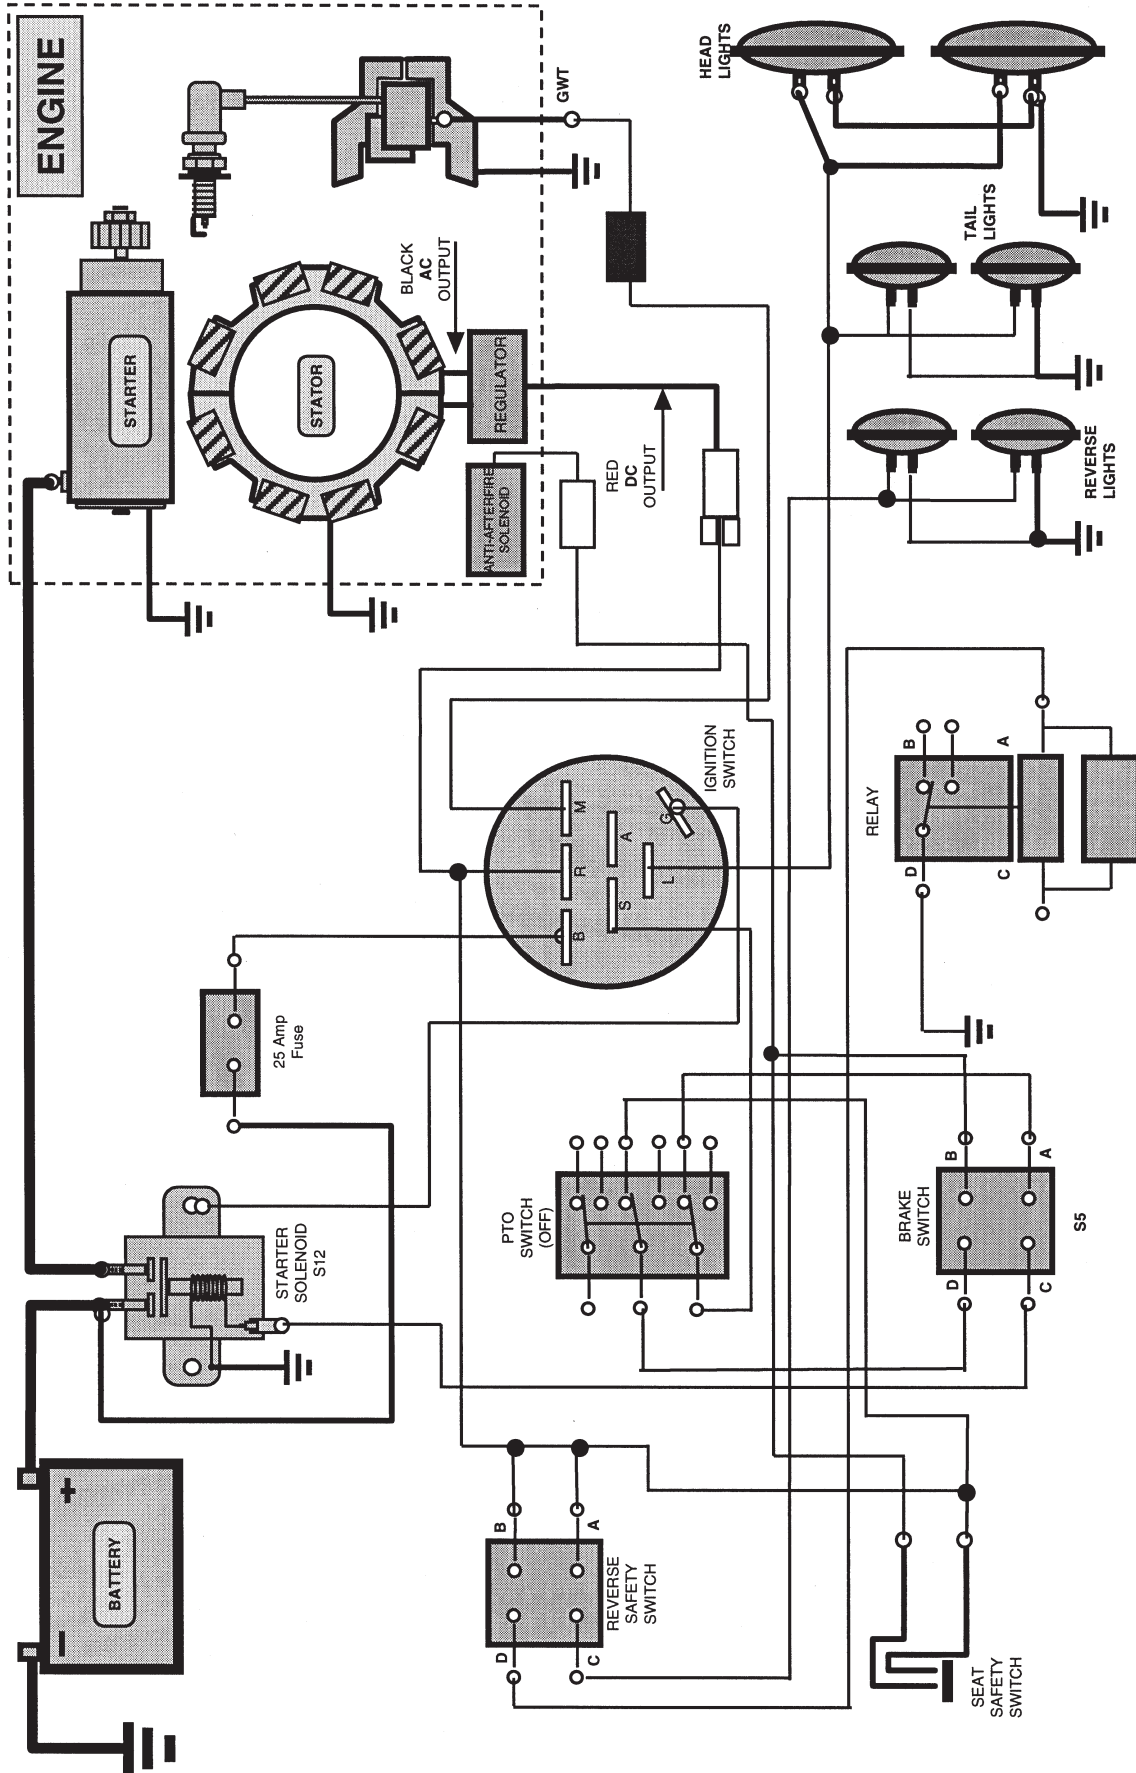 ENGINE
STARTER
STATOR
GWT
BLACK
AC
OUTPUT
REGULATOR
ANTI-AFTERFIRE
SOLENOID
RED
DC
OUTPUT
HEAD
LIGHTS
TAIL
LIGHTS
REVERSE
LIGHTS
IGNITION
SWITCH
M
R
B
A
S
L
G
25 Amp
Fuse
RELAY
B
A
D
C
STARTER
SOLENOID
S12
PTO
SWITCH
(OFF)
BRAKE
SWITCH
B
A
D
C
S5
BATTERY
+
–
REVERSE
SAFETY
SWITCH
B
A
D
C
SEAT
SAFETY
SWITCH